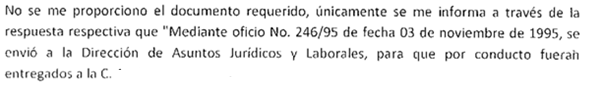 No se me proporciono el documento requerido, únicamente se me informa a través de la
respuesta respectiva que "Mediante oficio No. 246/95 de fecha 03 de noviembre de 1995, se
envió a la Dirección de Asuntos Jurídicos y Laborales, para que por conducto fuerah
entregados a la C.